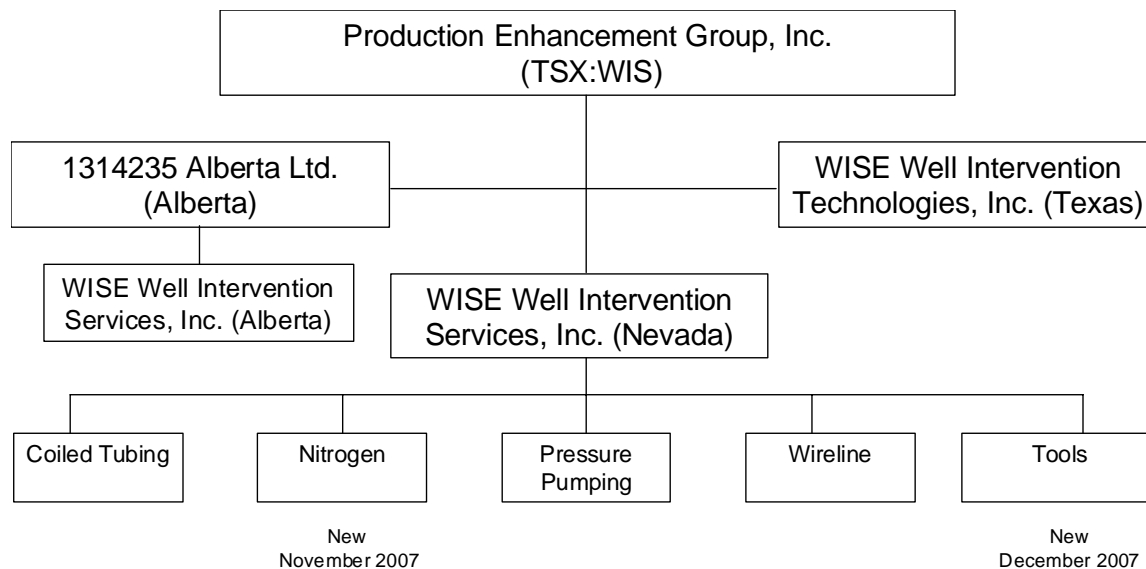 Production Enhancement Group, Inc.
(TSX:WIS)
1314235 Alberta Ltd.
(Alberta)
WISE Well Intervention
Technologies, Inc. (Texas)
WISE Well Intervention
Services, Inc. (Alberta)
WISE Well Intervention
Services, Inc. (Nevada)
Coiled Tubing
Nitrogen
Pressure
Pumping
Wireline
Tools
New
November 2007
New
December 2007